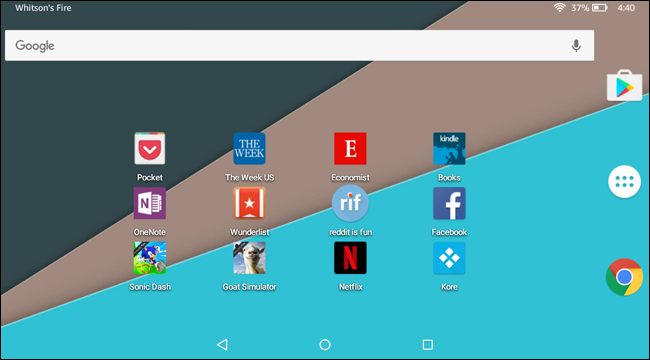 Whitson's Fire 37% 4:40
Google
THE WEEK E kindle
Pocket The Week US Economist Books
N rif f
OneNote Wunderlist reddit is fun Facebook
N
Sonic Dash Goat Simulator Netflix Kore